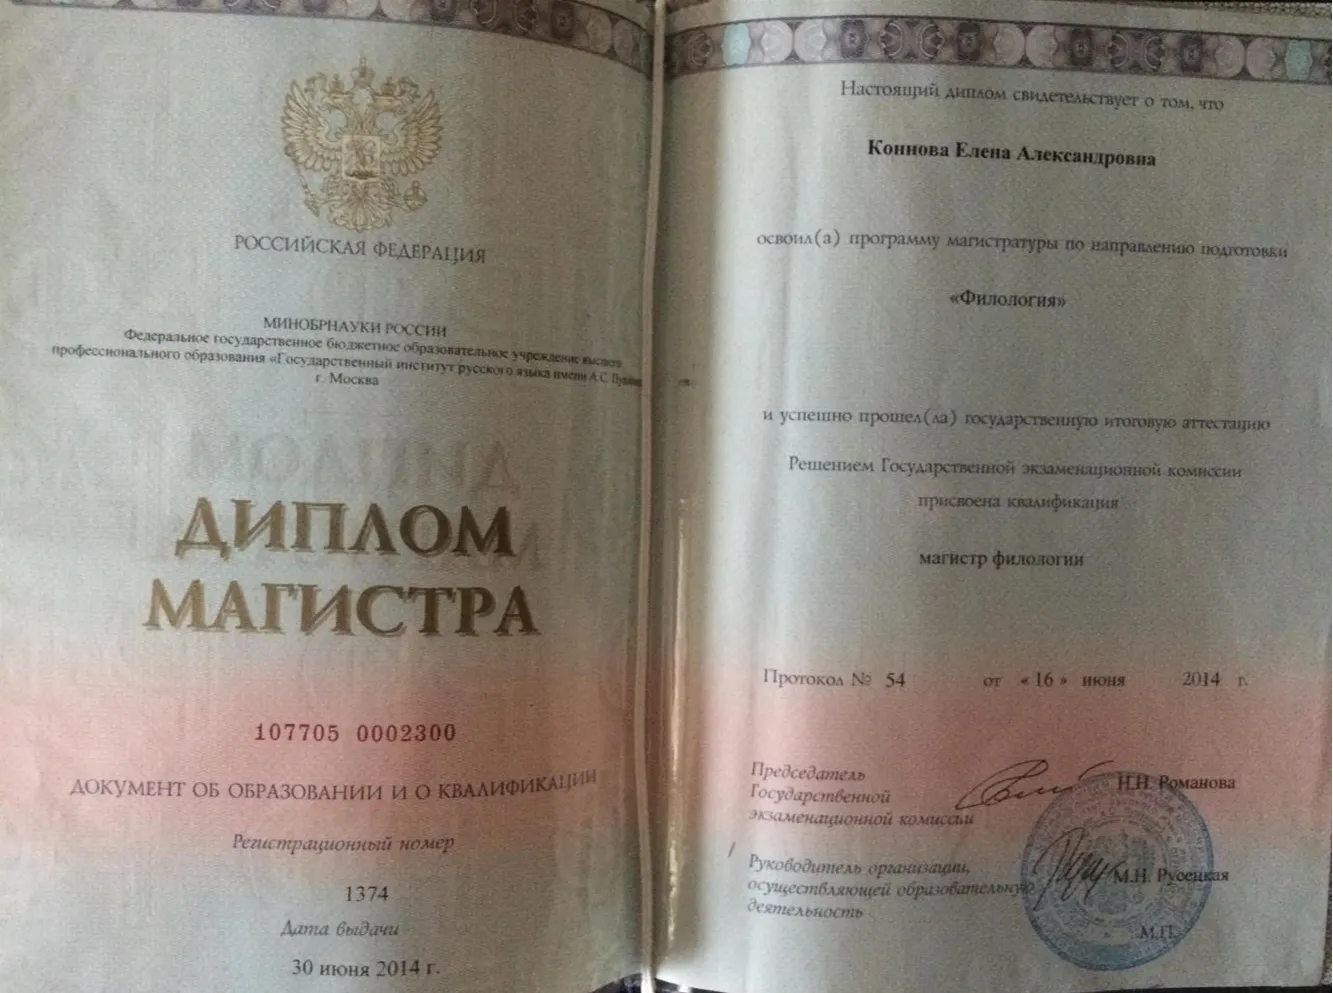 РОССИЙСКАЯ ФЕДЕРАЦИЯ
МИНОБРНАУКИ РОССИИ
Федеральное государственное бюджетное образовательное учреждение высшего
профессионального образования «Государственный институт русского языка имени А.С.
г. Москва
ДИПЛОМ
МАГИСТРА
107705 0002300
ДОКУМЕНТ ОБ ОБРАЗОВАНИИ И О КВАЛИФИКАЦИИ
Регистрационный номер
1374
Дата выдачи
30 июня 2014 г.
Настоящий диплом свидетельствует о том, что
Коннова Елена Александровна
освоил(а) программу магистратуры по направлению подготовки
«Филология»
и успешно прошел(ла) государственную итоговую аттестацию
Решением Государственной экзаменационной комиссии
присвоена квалификация
магистр филологии
Протокол № 54 от «16» июня 2014 г.
Председатель
Государственной
экзаменационной комиссии
Н.Н. Романова
Руководитель организации,
осуществляющей образовательную
деятельность
М.Н. Русецкая
М.П.